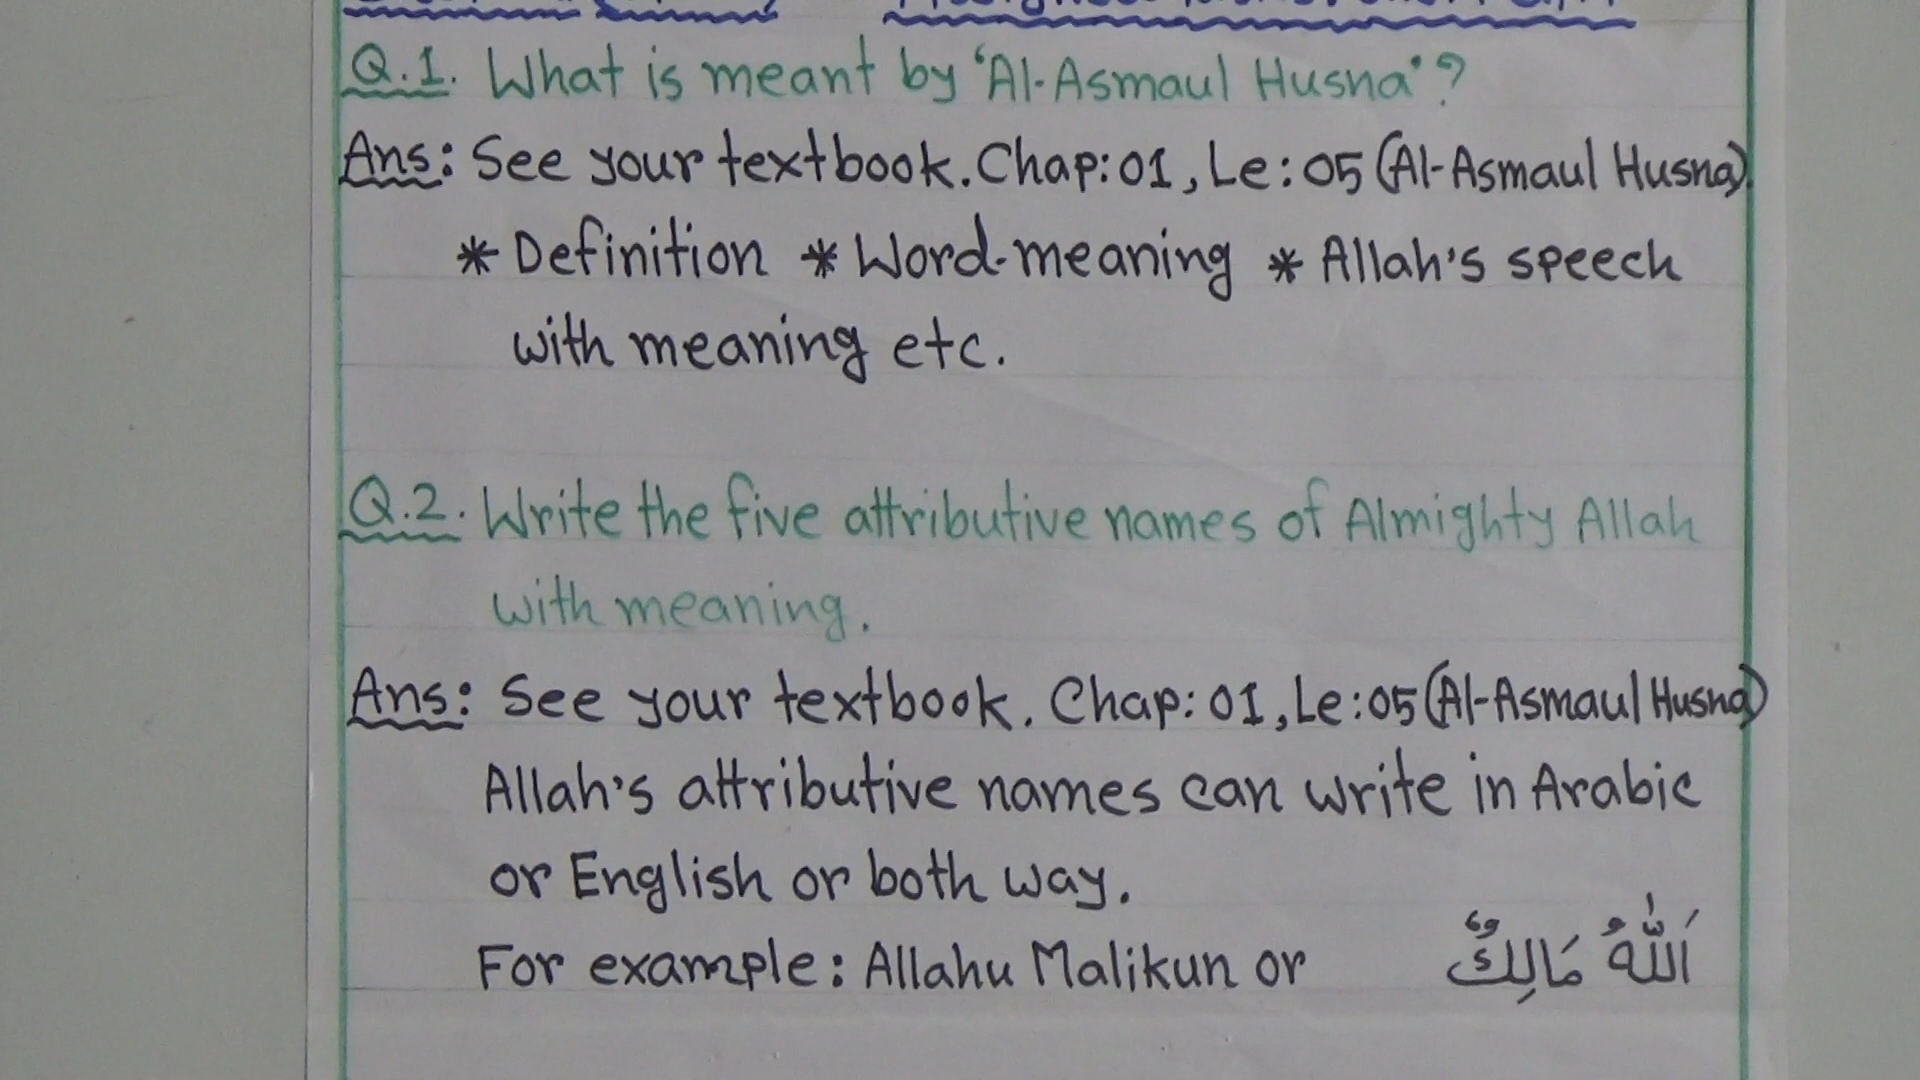 Q.1. What is meant by 'Al-Asmaul Husna'?
Ans: See your textbook. Chap: 01, Le: 05 (Al-Asmaul Husna).
* Definition * Word-meaning * Allah's speech
with meaning etc.
Q.2. Write the five attributive names of Almighty Allah
with meaning.
Ans: See your textbook. Chap: 01, Le: 05 (Al-Asmaul Husna)
Allah's attributive names can write in Arabic
or English or both way.
For example: Allahu Malikun or اَللّٰهُ مَالِكٌ